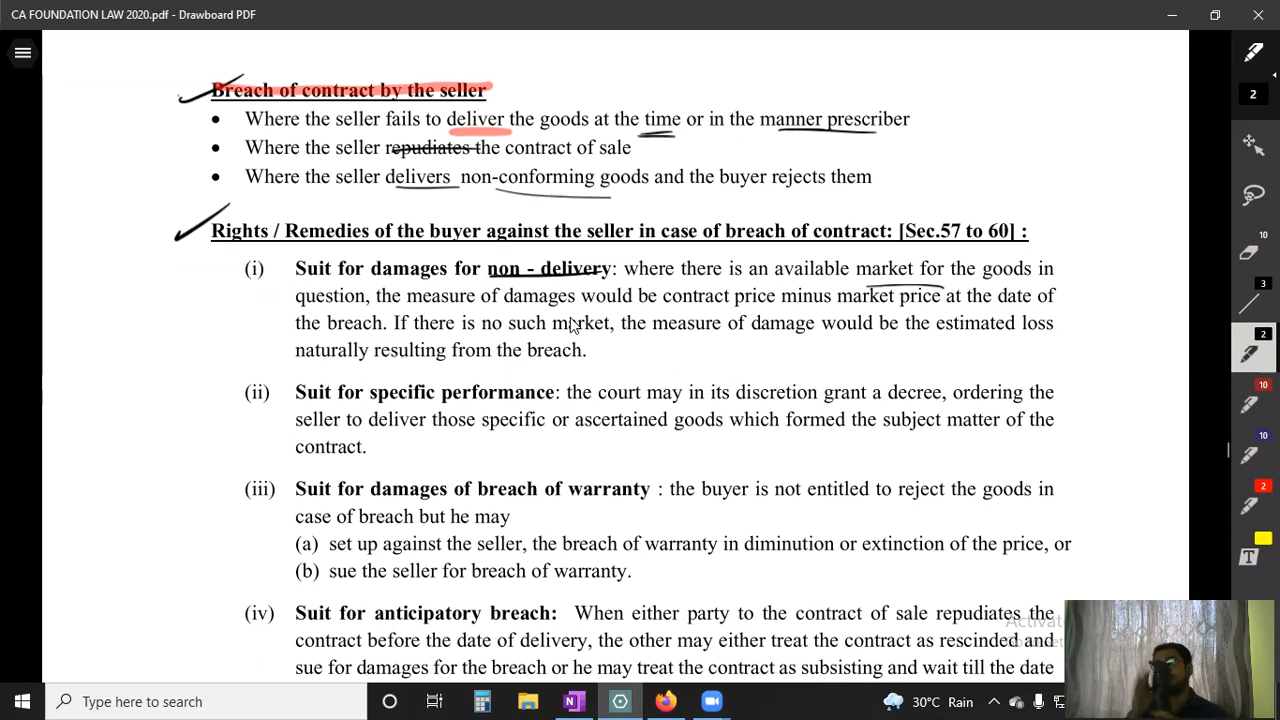 CA FOUNDATION LAW 2020.pdf - Drawboard PDF
2
Breach of contract by the seller
• Where the seller fails to deliver the goods at the time or in the manner prescriber
• Where the seller repudiates the contract of sale
• Where the seller delivers non-conforming goods and the buyer rejects them
Rights / Remedies of the buyer against the seller in case of breach of contract: [Sec.57 to 60] :
(i) Suit for damages for non - delivery: where there is an available market for the goods in
question, the measure of damages would be contract price minus market price at the date of
the breach. If there is no such market, the measure of damage would be the estimated loss
naturally resulting from the breach.
(ii) Suit for specific performance: the court may in its discretion grant a decree, ordering the
seller to deliver those specific or ascertained goods which formed the subject matter of the
contract.
(iii) Suit for damages of breach of warranty : the buyer is not entitled to reject the goods in
case of breach but he may
(a) set up against the seller, the breach of warranty in diminution or extinction of the price, or
(b) sue the seller for breach of warranty.
(iv) Suit for anticipatory breach: When either party to the contract of sale repudiates the
contract before the date of delivery, the other may either treat the contract as rescinded and
sue for damages for the breach or he may treat the contract as subsisting and wait till the date
10
3
2
10
10
2
T
Type here to search
30°C Rain